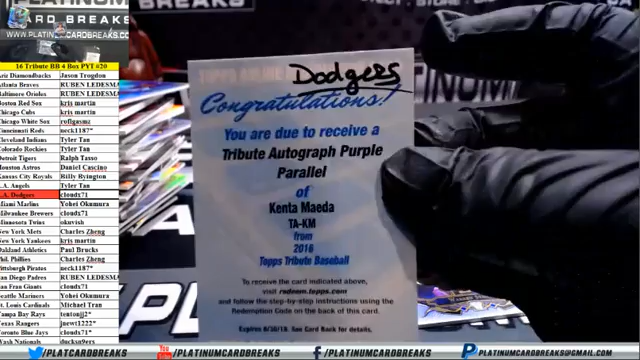 CARD BREAKS
WWW.PLATINUMCARDBREAKS.
16 Tribute BB 4 Box PYT #20
Ariz Diamondbacks Jason Trogdon
Atlanta Braves RUBEN LEDESM
Baltimore Orioles RUBEN LEDESM
Boston Red Sox kris martin
Chicago Cubs kris martin
Chicago White Sox
Cincinnati Reds neck1187*
Cleveland Indians Tyler Tan
Colorado Rockies Tyler Tan
Detroit Tigers Ralph Tasso
Houston Astros Daniel Cascino
Kansas City Royals Billy Byington
L.A. Angels Tyler Tan
L.A. Dodgers cloudx71
Miami Marlins Yohei Okumura
Milwaukee Brewers cloudx71
Minnesota Twins okuvish
New York Mets Charles Zheng
New York Yankees kris martin
Oakland Athletics Paul Brucks
Phil. Phillies Charles Zheng
Pittsburgh Pirates neck1187*
San Diego Padres RUBEN LEDESMA
San Fran Giants cloudx71
Seattle Mariners Yohei Okumura
St. Louis Cardinals Michael Tran
Tampa Bay Rays tentonjj2*
Texas Rangers jwet1222*
Toronto Blue Jays cloudx71*
Wash Nationals
Dodgers
Congratulations!
You are due to receive a
Tribute Autograph Purple
Parallel
of
Kenta Maeda
TA-KM
from
2016
Topps Tribute Baseball
To receive the card indicated above,
visit redeem.topps.com
and follow the step-by-step instructions using the
Redemption Code on the back of this card.
Expires 6/30/18. See Card Back for details.
/PLATCARDBREAKS
/PLATINUMCARDBREAKS
/PLATINUMCARDBREAKS
/PLATINUMCARDBREAKS